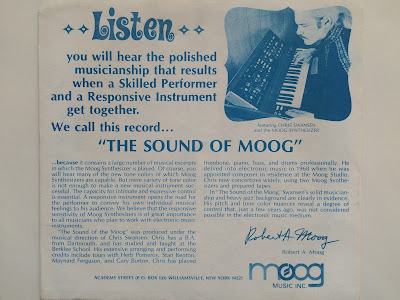 Listen
you will hear the polished
musicianship that results
when a Skilled Performer
and a Responsive Instrument
get together.
featuring CHRIS SWANSEN
and the MOOG SYNTHESIZER
We call this record...
"THE SOUND OF MOOG"
...because it contains a large number of musical excerpts
in which the Moog Synthesizer is played. Of course, you
will hear many of the new tone colors of which Moog
Synthesizers are capable. But mere variety of tone color
is not enough to make a new musical instrument suc-
cessful. The capacity for intimate and expressive control
is essential. A responsive instrument opens the road for
the performer to convey his own individual musical
feelings to his audience. We believe that the responsive
sensitivity of Moog Synthesizers is of great importance
to all musicians who plan to work with electronic music
instruments.
"The Sound of the Moog" was produced under the
musical direction of Chris Swansen. Chris has a B.A.
from Dartmouth, and has studied and taught at the
Berklee School. His extensive arranging and performing
credits include tours with Herb Pomeroy, Stan Kenton,
Maynard Ferguson, and Gary Burton. Chris has played
trombone, piano, bass, and drums professionally. He
delved into electronic music in 1968 when he was
appointed composer in residence at the Moog Studio.
Chris now concertizes widely, using two Moog Synthe-
sizers and prepared tapes.
In "The Sound of the Moog" Swansen's solid musician-
ship and heavy jazz background are clearly in evidence.
His pitch and tone color nuances reveal a degree of
control that, just a few years ago, was not considered
possible in the electronic music medium.
Robert A. Moog
Robert A. Moog
moog
MUSIC INC.
ACADEMY STREET (P.O. BOX 131) WILLIAMSVILLE, NEW YORK 14221